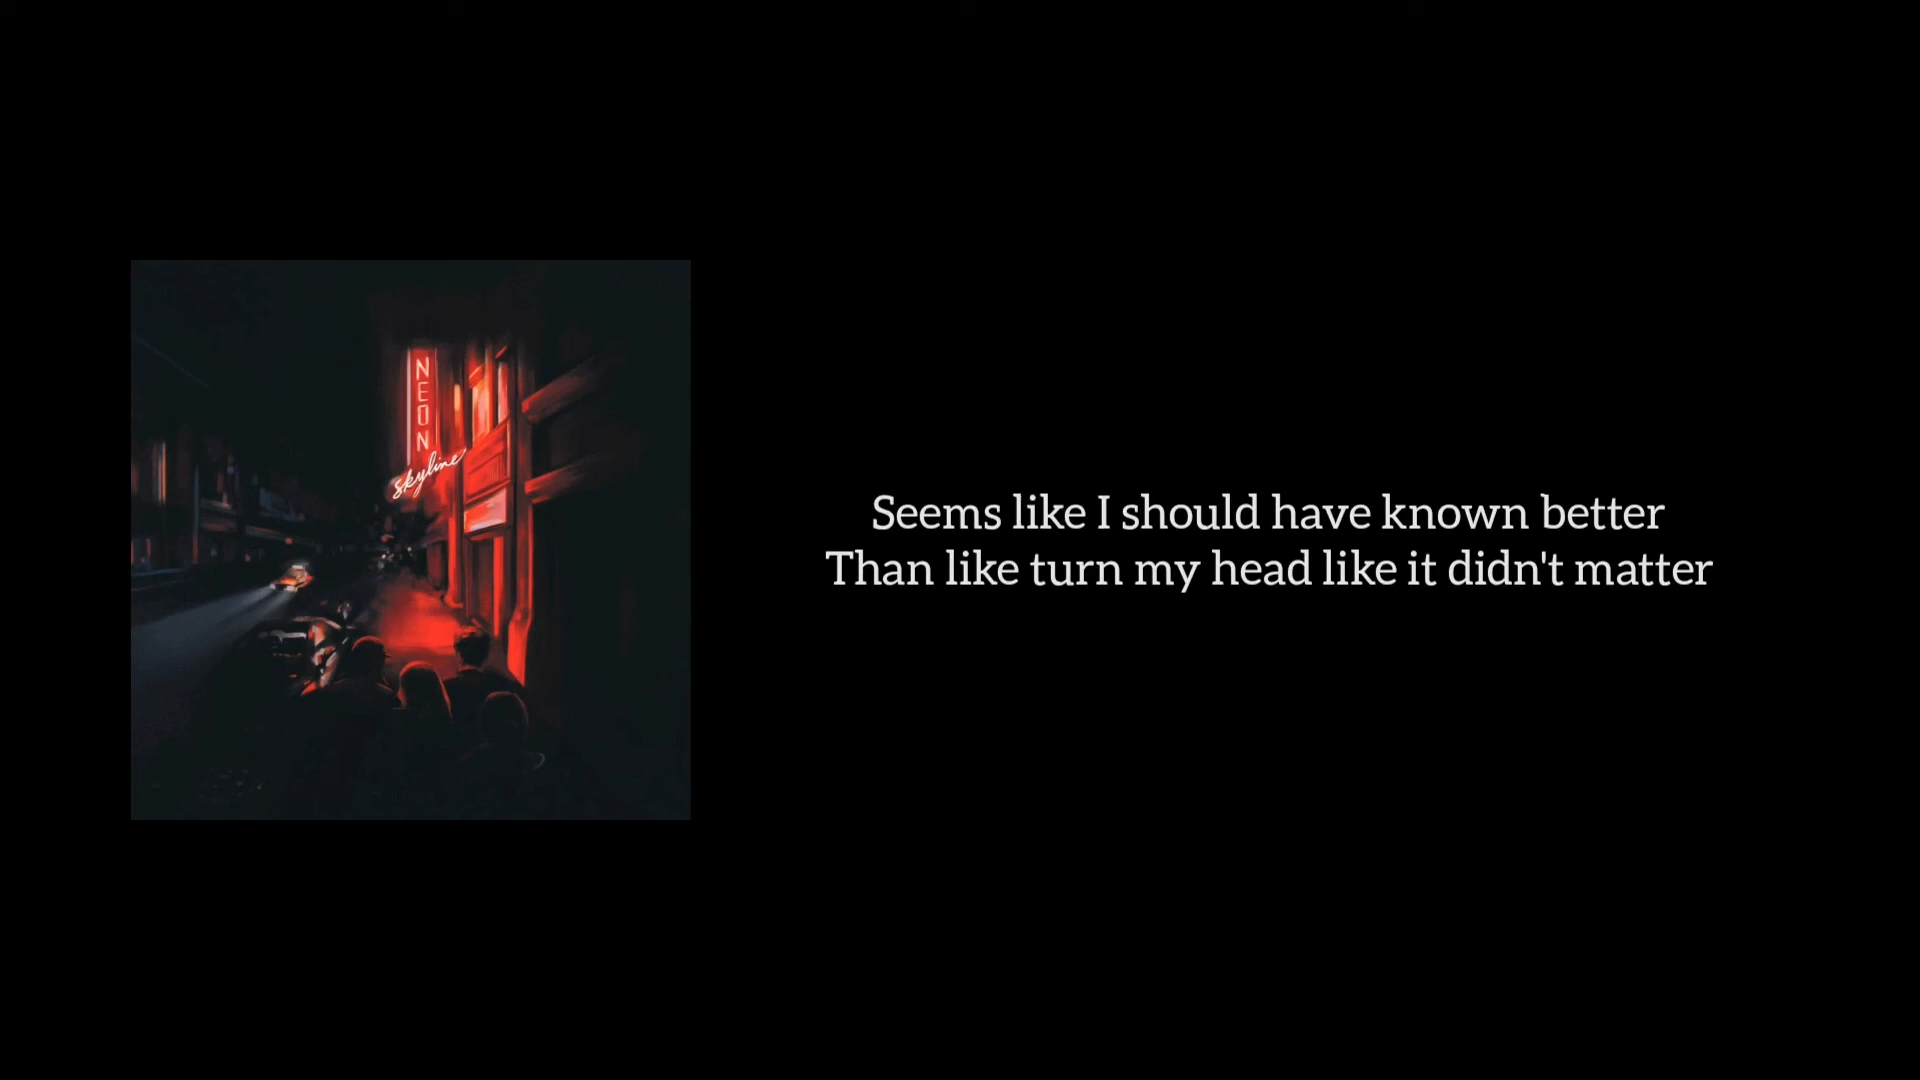 NEON
skyline
Seems like I should have known better
Than like turn my head like it didn't matter